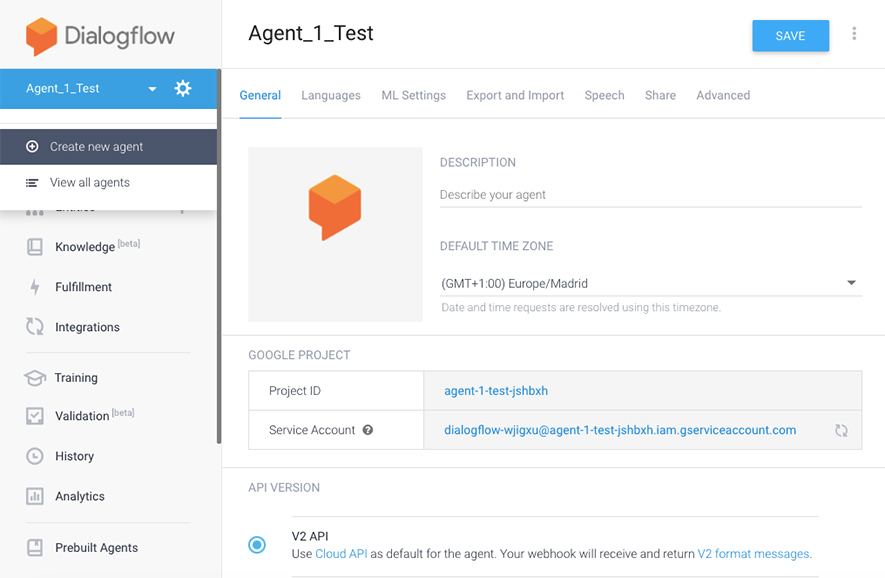 Dialogflow
Agent_1_Test
Create new agent
View all agents
Knowledge [beta]
Fulfillment
Integrations
Training
Validation [beta]
History
Analytics
Prebuilt Agents
Agent_1_Test
SAVE
General Languages ML Settings Export and Import Speech Share Advanced
DESCRIPTION
Describe your agent
DEFAULT TIME ZONE
(GMT+1:00) Europe/Madrid
Date and time requests are resolved using this timezone.
GOOGLE PROJECT
Project ID agent-1-test-jshbxh
Service Account dialogflow-wjigxu@agent-1-test-jshbxh.iam.gserviceaccount.com
API VERSION
V2 API
Use Cloud API as default for the agent. Your webhook will receive and return V2 format messages.